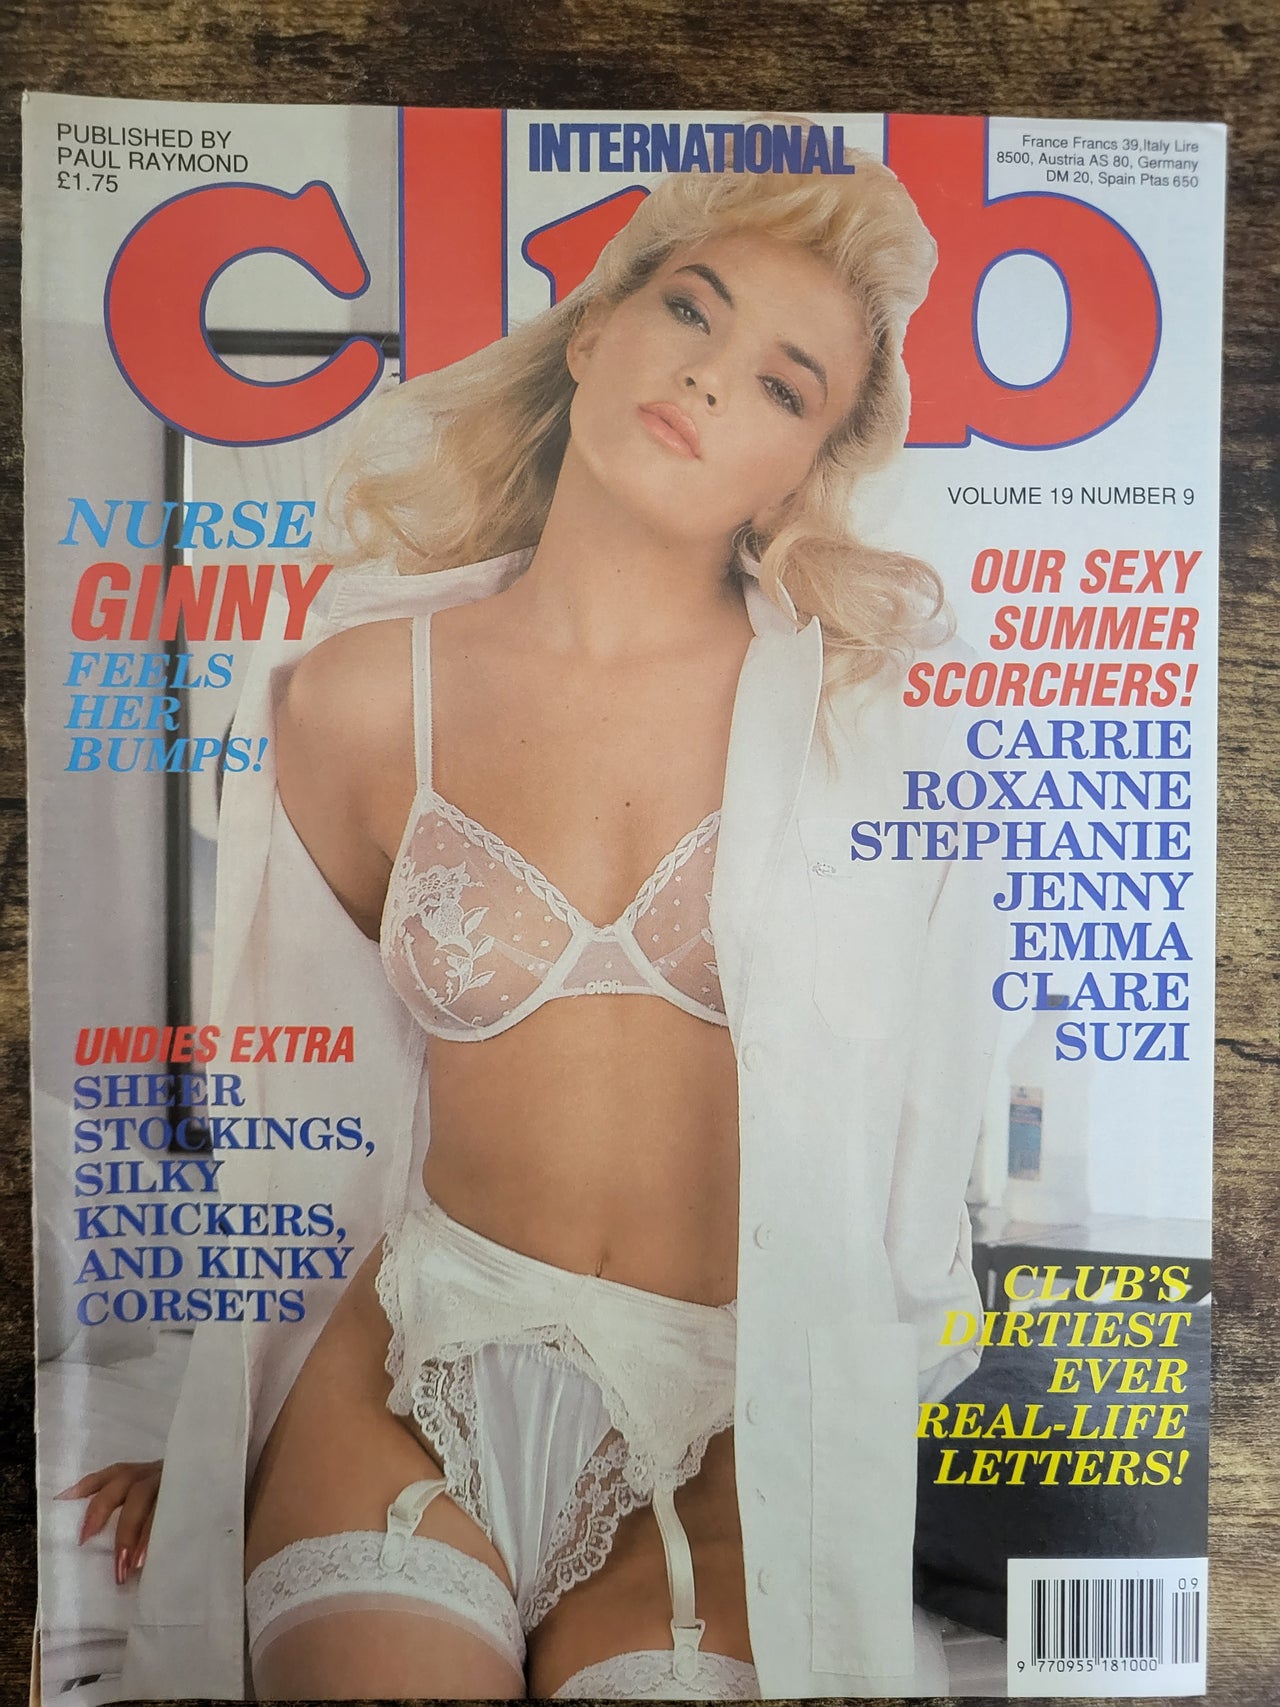 PUBLISHED BY
PAUL RAYMOND
£1.75
INTERNATIONAL
club
France Francs 39,Italy Lire
8500, Austria AS 80, Germany
DM 20, Spain Ptas 650
VOLUME 19 NUMBER 9
NURSE
GINNY
FEELS
HER
BUMPS!
OUR SEXY
SUMMER
SCORCHERS!
CARRIE
ROXANNE
STEPHANIE
JENNY
EMMA
CLARE
SUZI
UNDIES EXTRA
SHEER
STOCKINGS,
SILKY
KNICKERS,
AND KINKY
CORSETS
CLUB'S
DIRTIEST
EVER
REAL-LIFE
LETTERS!
09
9 770955 181000